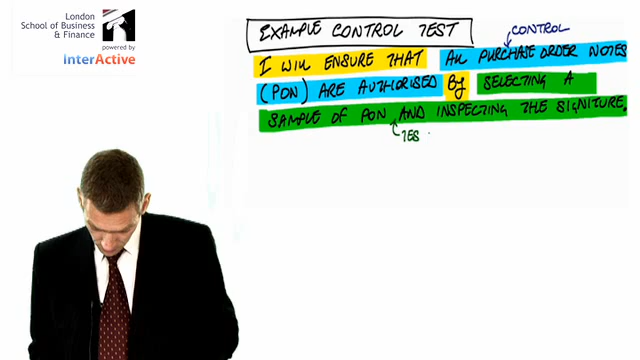 London
School of Business
& Finance
powered by
InterActive
EXAMPLE CONTROL TEST
CONTROL
I WILL ENSURE THAT ALL PURCHASE ORDER NOTES
(PON) ARE AUTHORISED BY SELECTING A
SAMPLE OF PON AND INSPECTING THE SIGNITURE.
TES